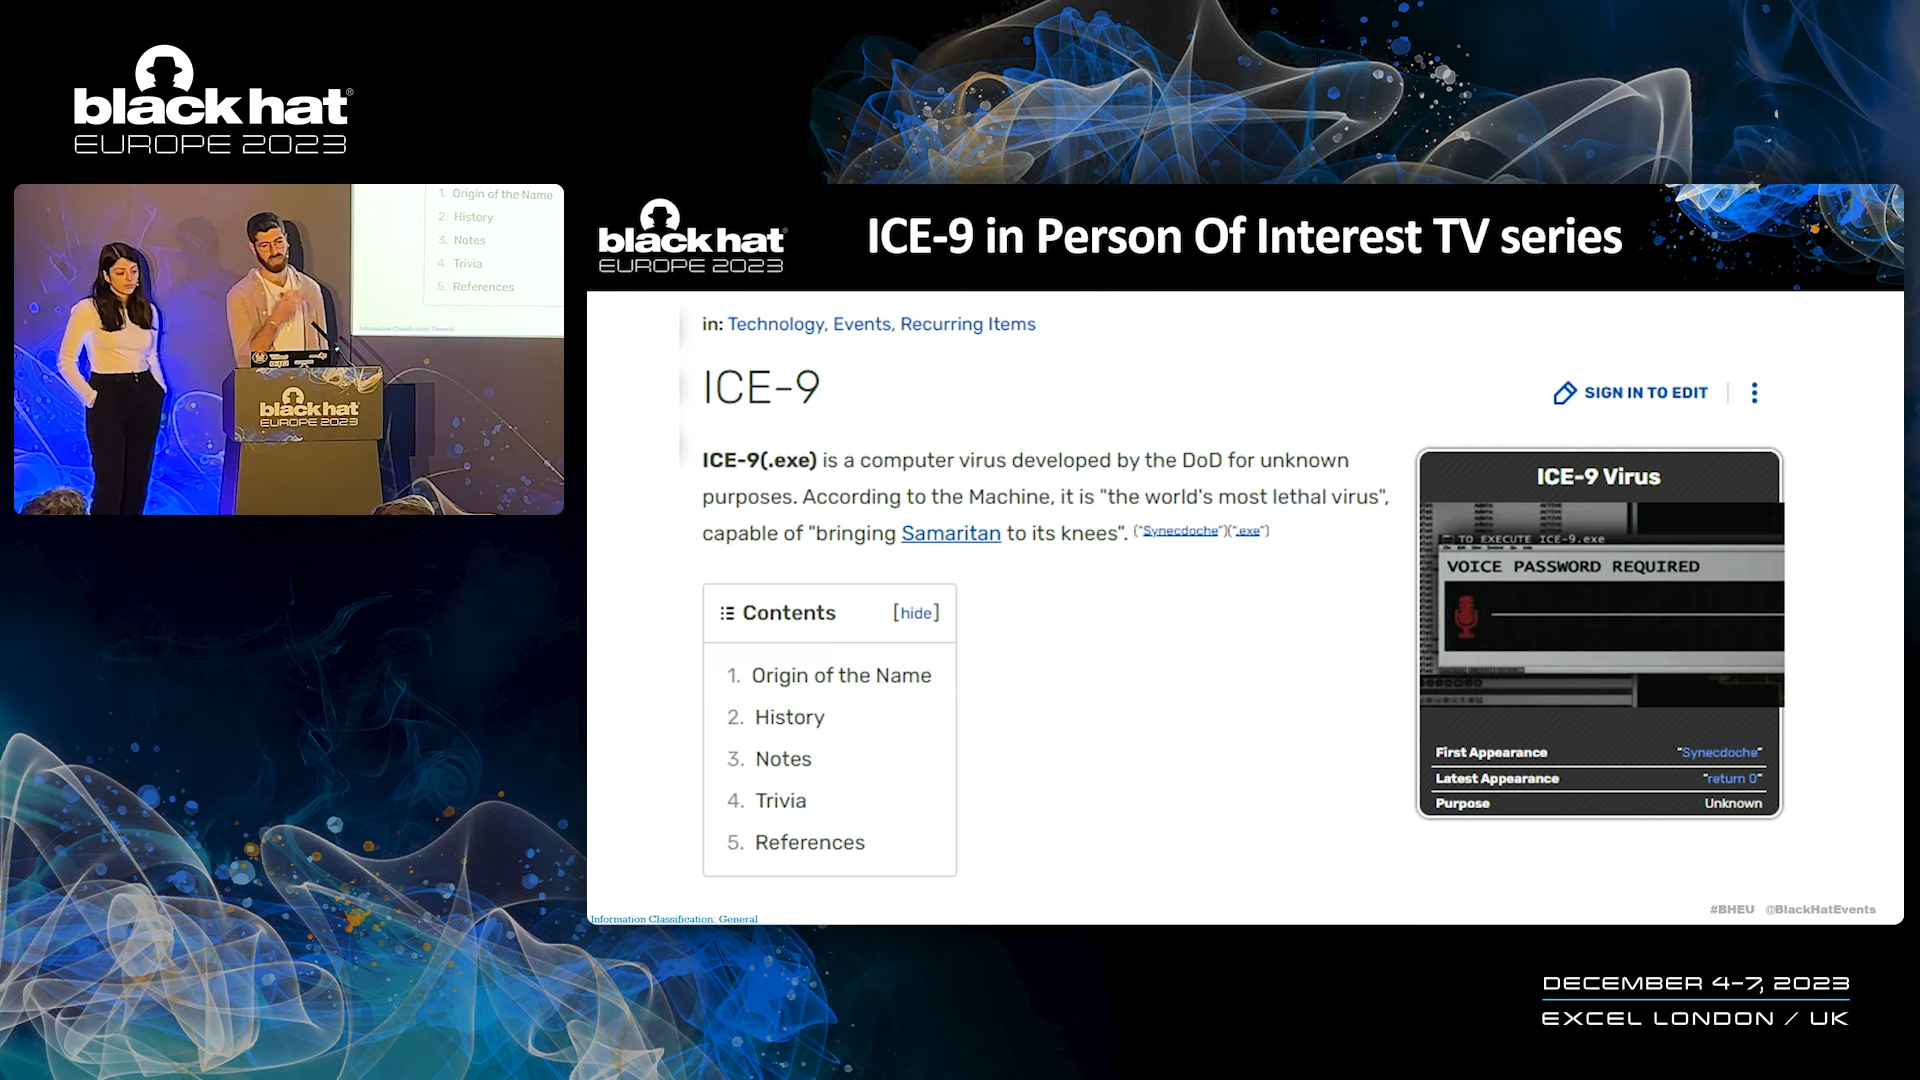 black hat®
EUROPE 2023
1. Origin of the Name
2. History
3. Notes
4. Trivia
5. References
Information Classification: General
black hat
EUROPE 2023
black hat®
EUROPE 2023
ICE-9 in Person Of Interest TV series
in: Technology, Events, Recurring Items
ICE-9
SIGN IN TO EDIT
ICE-9(.exe) is a computer virus developed by the DoD for unknown
purposes. According to the Machine, it is "the world's most lethal virus",
capable of "bringing Samaritan to its knees". ("Synecdoche")(".exe")
Contents [hide]
1. Origin of the Name
2. History
3. Notes
4. Trivia
5. References
ICE-9 Virus
TO EXECUTE ICE-9.exe
VOICE PASSWORD REQUIRED
First Appearance "Synecdoche"
Latest Appearance "return 0"
Purpose Unknown
Information Classification: General
#BHEU @BlackHatEvents
DECEMBER 4-7, 2023
EXCEL LONDON / UK